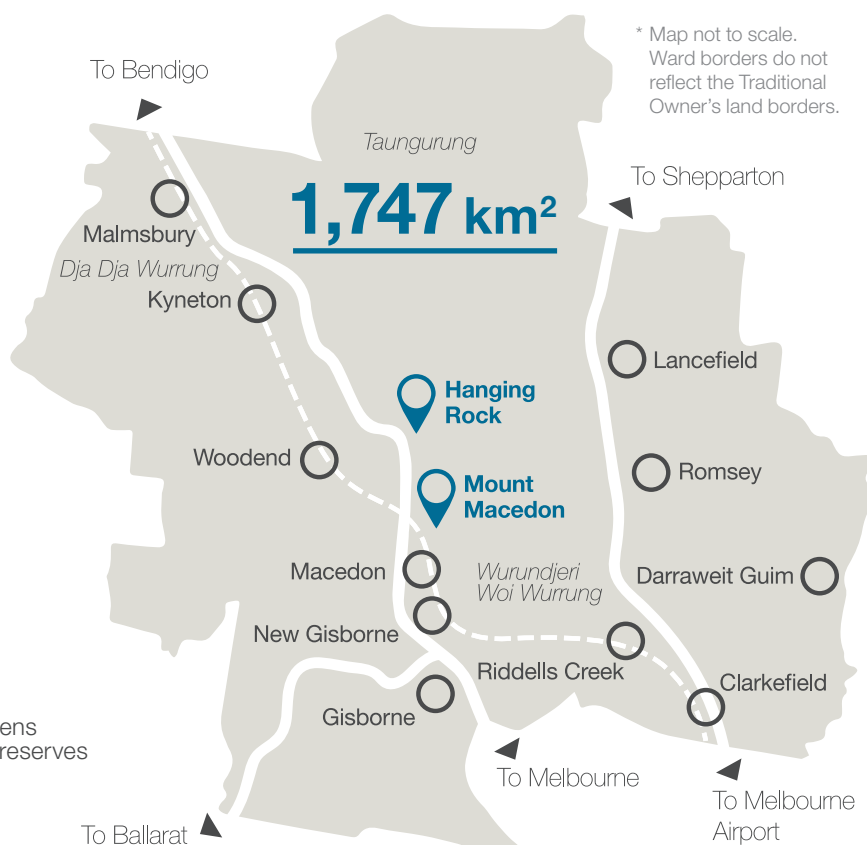 * Map not to scale.
Ward borders do not
reflect the Traditional
Owner's land borders.
To Bendigo
Taungurung
1,747 km²
To Shepparton
Malmsbury
Dja Dja Wurrung
Kyneton
Lancefield
Hanging
Rock
Woodend
Romsey
Mount
Macedon
Macedon
Wurundjeri
Woi Wurrung
Darraweit Guim
New Gisborne
Riddells Creek
Clarkefield
Gisborne
ens
reserves
To Melbourne
To Melbourne
Airport
To Ballarat